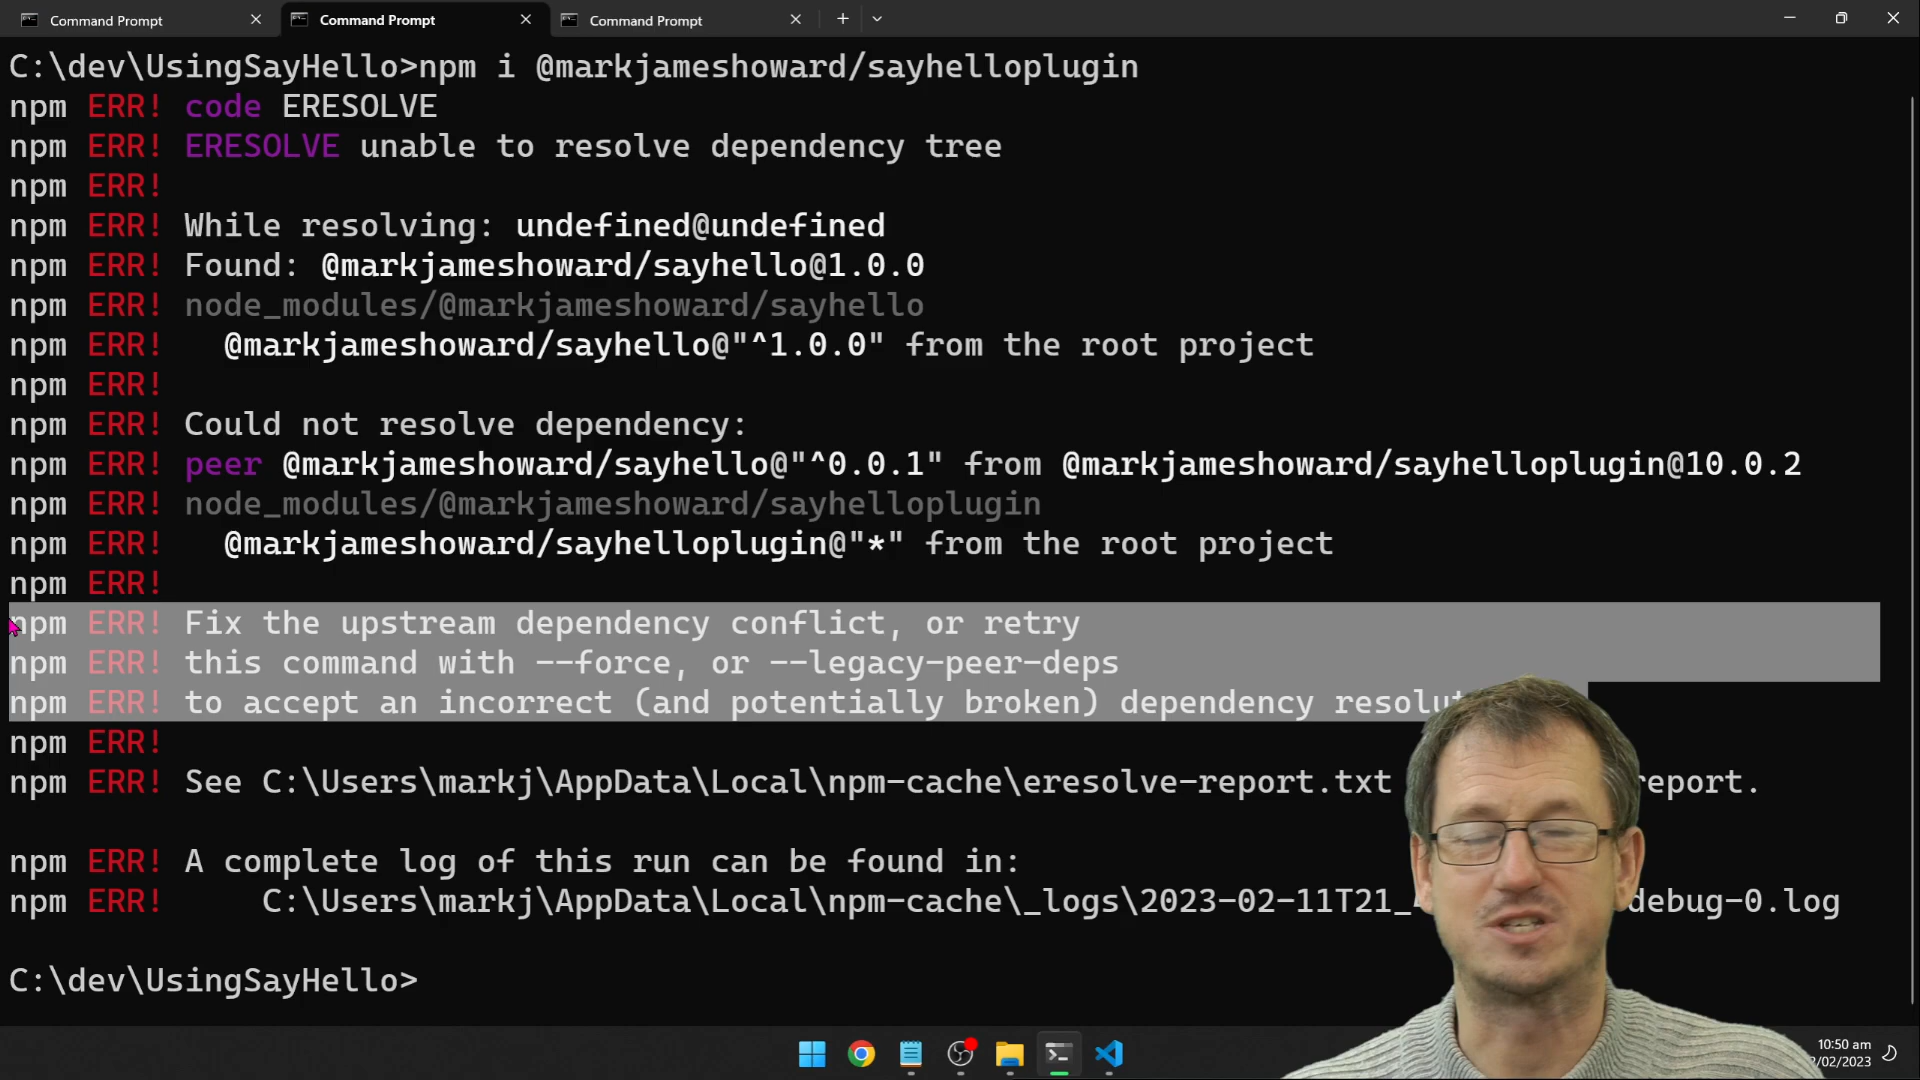 Command Prompt
Command Prompt
Command Prompt
C:\dev\UsingSayHello>npm i @markjameshoward/sayhelloplugin
npm ERR! code ERESOLVE
npm ERR! ERESOLVE unable to resolve dependency tree
npm ERR!
npm ERR! While resolving: undefined@undefined
npm ERR! Found: @markjameshoward/sayhello@1.0.0
npm ERR! node_modules/@markjameshoward/sayhello
npm ERR!   @markjameshoward/sayhello@"^1.0.0" from the root project
npm ERR!
npm ERR! Could not resolve dependency:
npm ERR! peer @markjameshoward/sayhello@"^0.0.1" from @markjameshoward/sayhelloplugin@10.0.2
npm ERR! node_modules/@markjameshoward/sayhelloplugin
npm ERR!   @markjameshoward/sayhelloplugin@"*" from the root project
npm ERR!
npm ERR! Fix the upstream dependency conflict, or retry
npm ERR! this command with --force, or --legacy-peer-deps
npm ERR! to accept an incorrect (and potentially broken) dependency
npm ERR!
npm ERR! See C:\Users\markj\AppData\Local\npm-cache\eresolve-report.txt report.
npm ERR! A complete log of this run can be found in:
npm ERR!     C:\Users\markj\AppData\Local\npm-cache\_logs\2023-02-11T21_ debug-0.log
C:\dev\UsingSayHello>
10:50 am
/02/2023